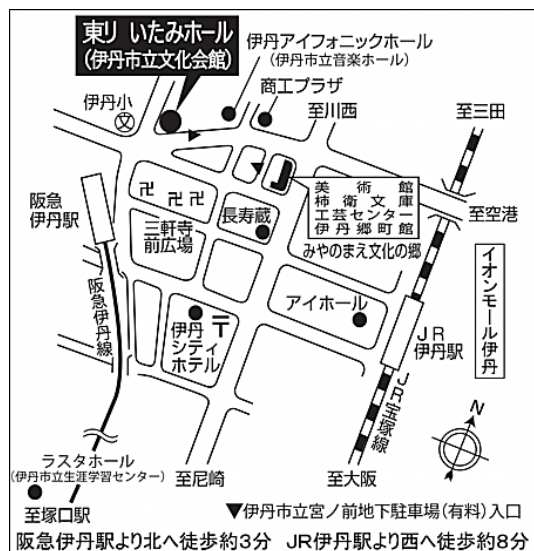 東リ いたみホール
(伊丹市立文化会館)
伊丹アイフォニックホール
(伊丹市立音楽ホール)
商工プラザ
伊丹小
文
至川西
至三田
阪急
伊丹駅
卍 卍 卍
三軒寺
前広場
長寿蔵
美術館
柿衞文庫
工芸センター
伊丹郷町館
みやのまえ文化の郷
至空港
イオンモール伊丹
阪急伊丹線
伊丹
シティ
ホテル
〒
アイホール
JR
伊丹駅
JR宝塚線
N
ラスタホール
(伊丹市立生涯学習センター)
至塚口駅
至尼崎
至大阪
▼伊丹市立宮ノ前地下駐車場(有料)入口
阪急伊丹駅より北へ徒歩約3分 JR伊丹駅より西へ徒歩約8分